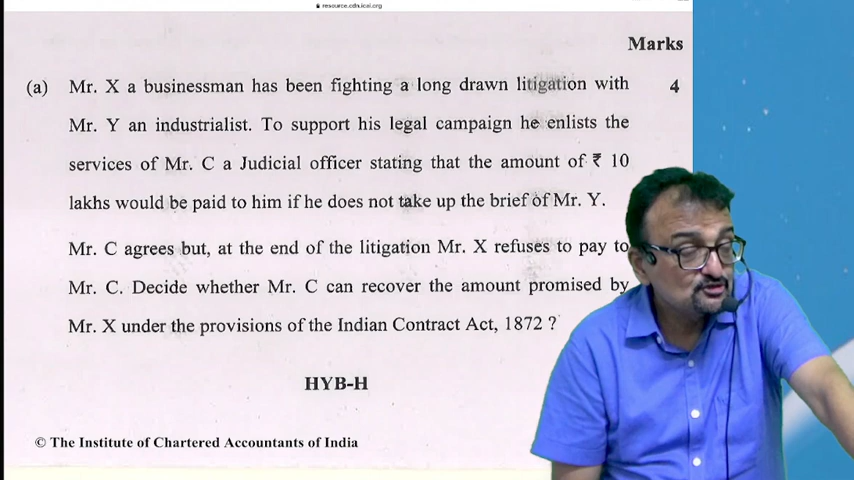 resource.cdn.icai.org
Marks
(a) Mr. X a businessman has been fighting a long drawn litigation with 4
Mr. Y an industrialist. To support his legal campaign he enlists the
services of Mr. C a Judicial officer stating that the amount of ₹ 10
lakhs would be paid to him if he does not take up the brief of Mr. Y.
Mr. C agrees but, at the end of the litigation Mr. X refuses to pay to
Mr. C. Decide whether Mr. C can recover the amount promised by
Mr. X under the provisions of the Indian Contract Act, 1872 ?
HYB-H
© The Institute of Chartered Accountants of India